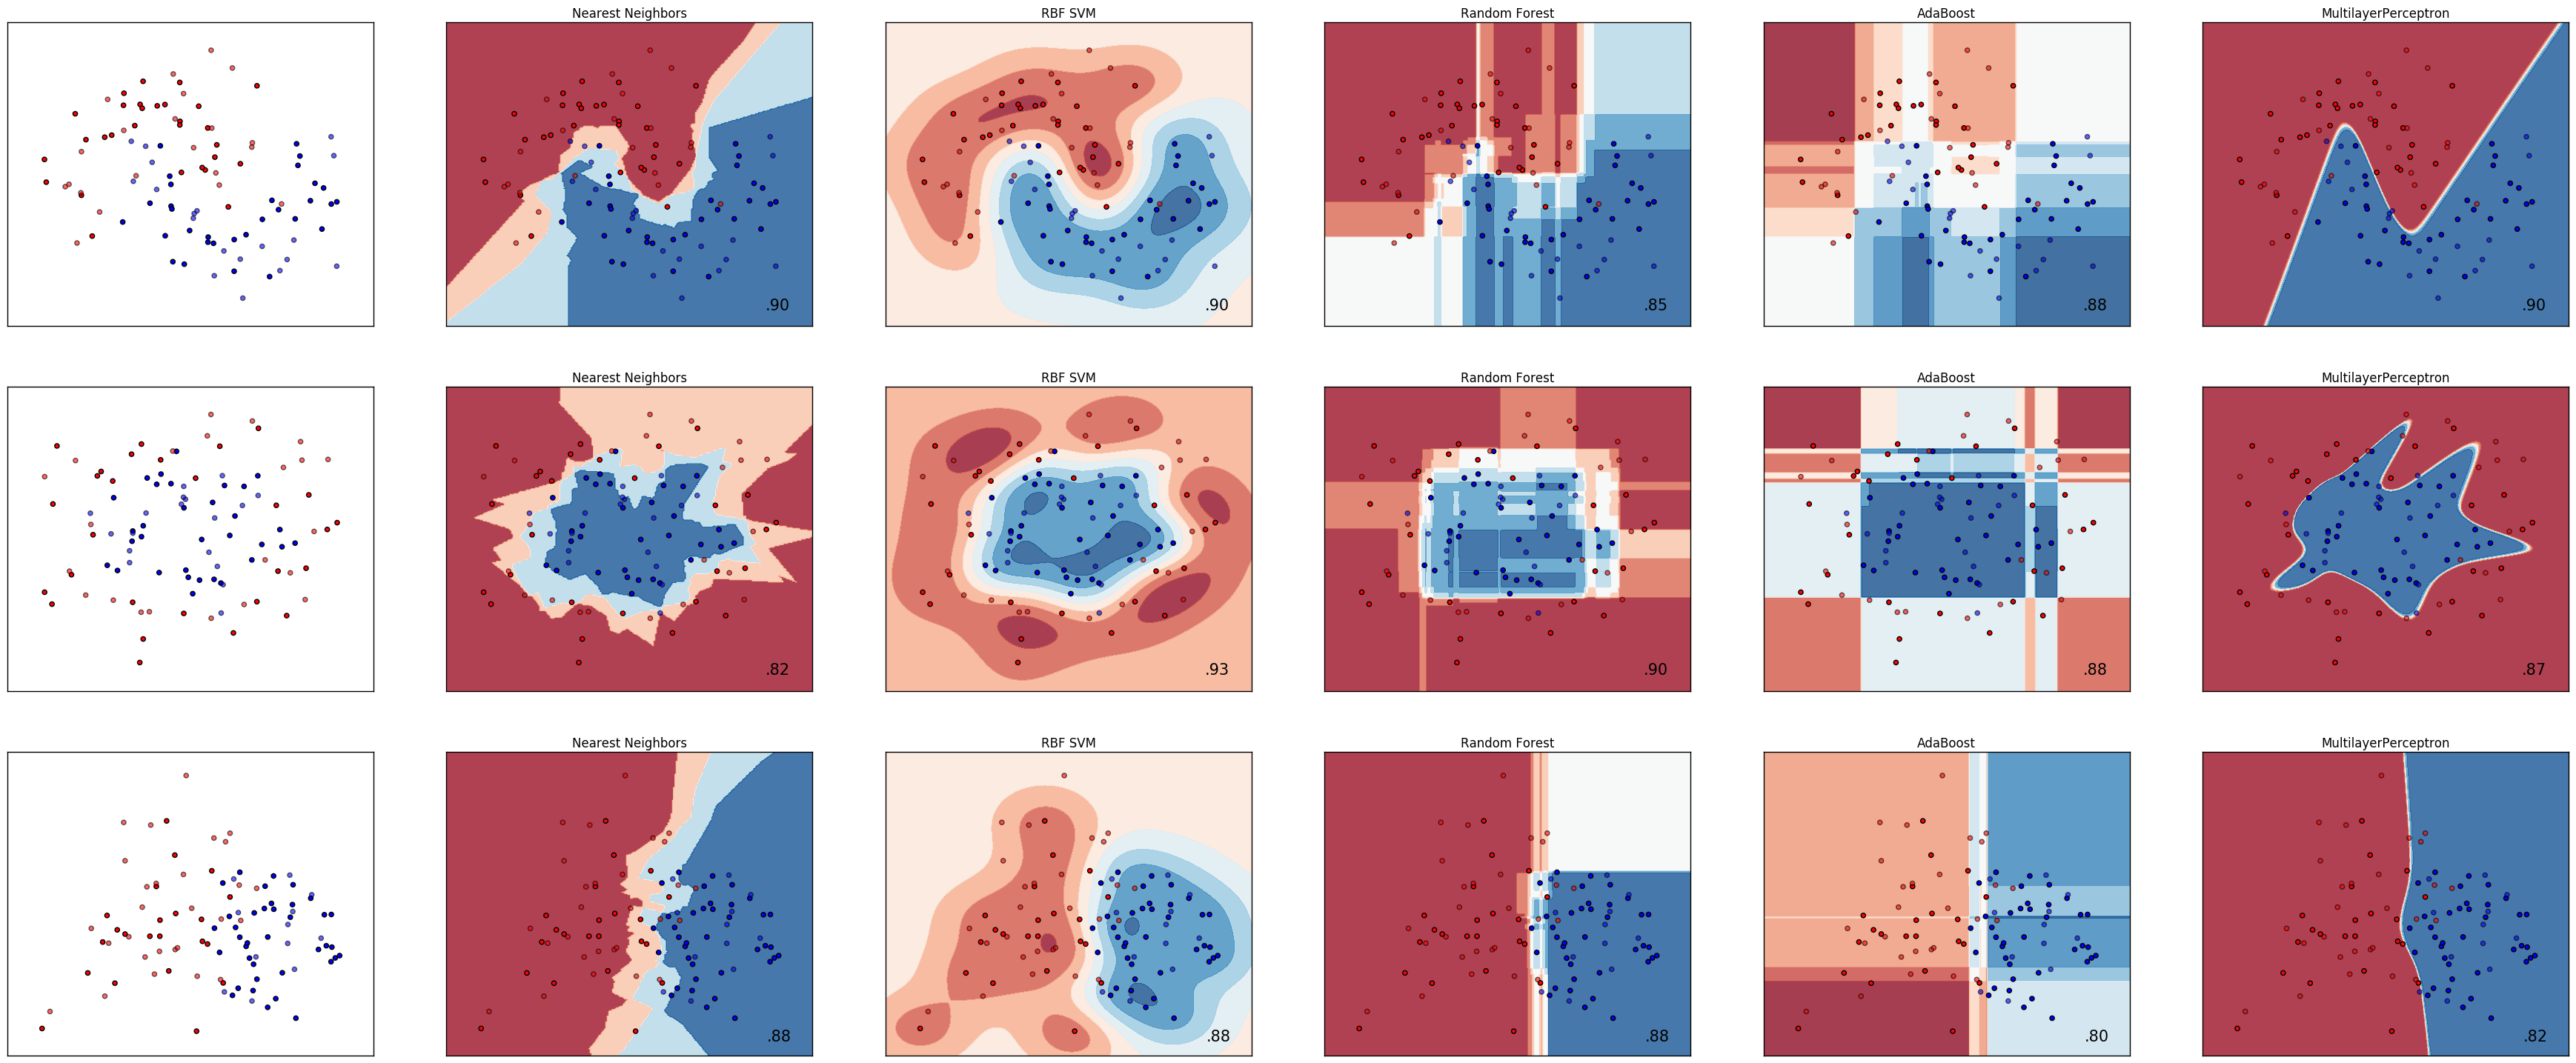 Nearest Neighbors
RBF SVM
Random Forest
AdaBoost
MultilayerPerceptron
.90
.90
.85
.88
.90
Nearest Neighbors
RBF SVM
Random Forest
AdaBoost
MultilayerPerceptron
.82
.93
.90
.88
.87
Nearest Neighbors
RBF SVM
Random Forest
AdaBoost
MultilayerPerceptron
.88
.88
.88
.80
.82